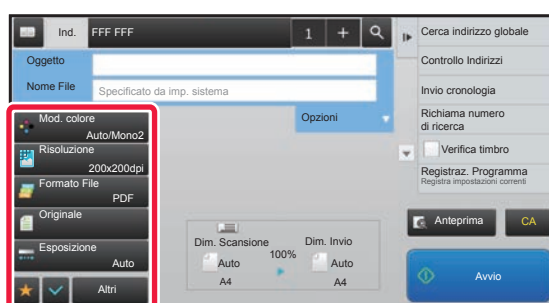 Ind.
FFF FFF
1
+
Oggetto
Nome File
Specificato da imp. sistema
Opzioni
Mod. colore
Auto/Mono2
Risoluzione
200x200dpi
Formato File
PDF
Originale
Esposizione
Auto
Altri
Dim. Scansione
Auto
A4
100%
Dim. Invio
Auto
A4
Cerca indirizzo globale
Controllo Indirizzi
Invio cronologia
Richiama numero
di ricerca
Verifica timbro
Registraz. Programma
Registra impostazioni correnti
Anteprima
CA
Avvio